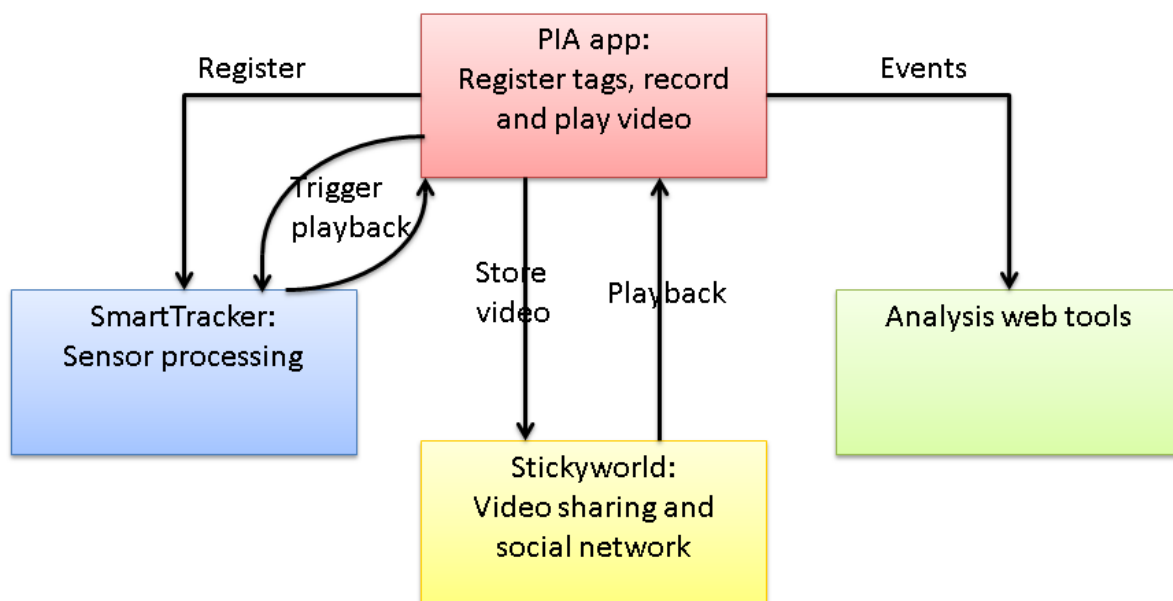 PIA app:
Register tags, record
and play video
Register
Events
Trigger
playback
Store
video
Playback
SmartTracker:
Sensor processing
Analysis web tools
Stickyworld:
Video sharing and
social network